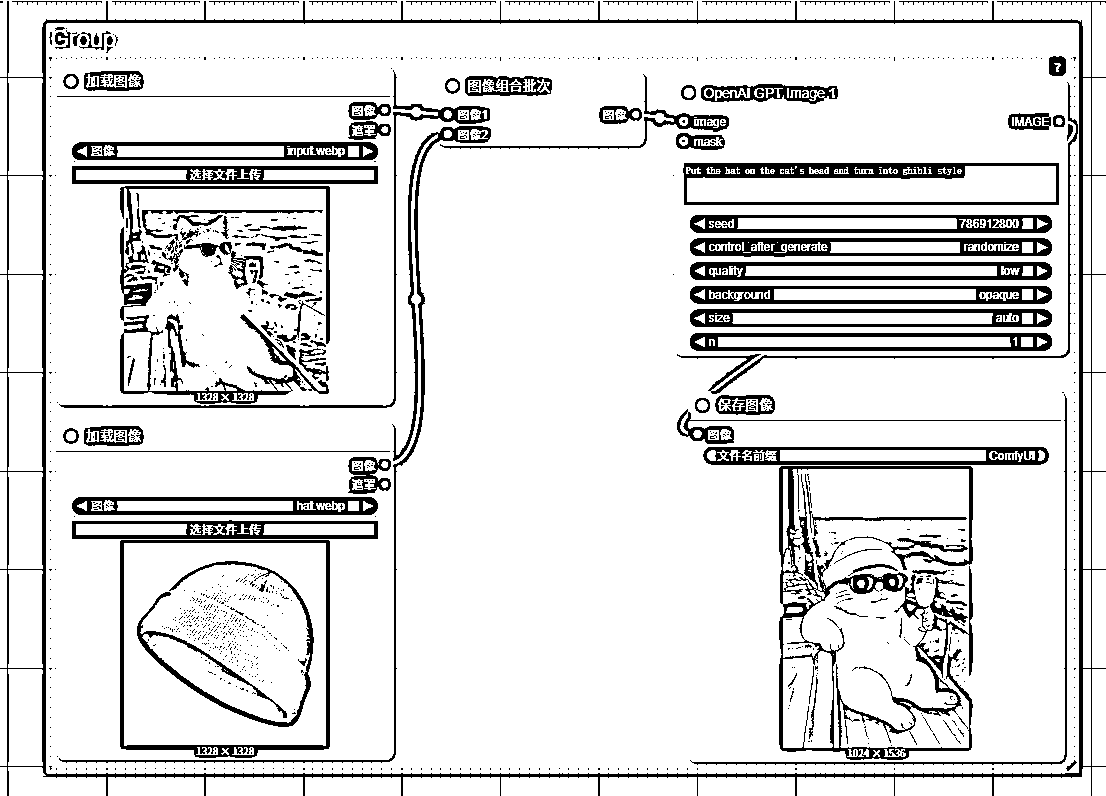 Group
加载图像
图像
遮罩
图像 input.webp
选择文件上传
1328 × 1328
加载图像
图像
遮罩
图像 hat.webp
选择文件上传
1328 × 1328
图像组合批次
图像1 图像
图像2
?
OpenAI GPT Image 1
image IMAGE
mask
Put the hat on the cat's head and turn into ghibli style
seed 786912800
control_after_generate randomize
quality low
background opaque
size auto
n 1
保存图像
图像
文件名前缀 ComfyUI
1024 × 1536